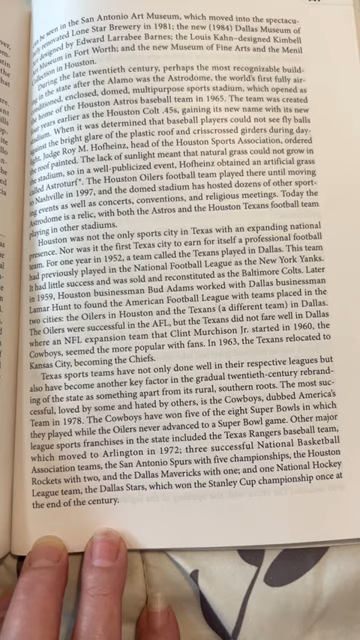 be seen in the San Antonio Art Museum, which moved into the spectacu-
renovated Lone Star Brewery in 1981; the new (1984) Dallas Museum of
designed by Edward Larrabee Barnes; the Louis Kahn–designed Kimbell
Museum in Fort Worth; and the new Museum of Fine Arts and the Menil
Collection in Houston.
During the late twentieth century, perhaps the most recognizable build-
in the state after the Alamo was the Astrodome, the world's first fully air-
conditioned, enclosed, domed, multipurpose sports stadium, which opened as
the home of the Houston Astros baseball team in 1965. The team was created
years earlier as the Houston Colt .45s, gaining its new name with its new
stadium. When it was determined that baseball players could not see fly balls
against the bright glare of the plastic roof and crisscrossed girders during day-
light, Judge Roy M. Hofheinz, head of the Houston Sports Association, ordered
the roof painted. The lack of sunlight meant that natural grass could not grow in
the stadium, so in a well-publicized event, Hofheinz obtained an artificial grass
called Astroturf®. The Houston Oilers football team played there until moving
to Nashville in 1997, and the domed stadium has hosted dozens of other sport-
ing events as well as concerts, conventions, and religious meetings. Today the
Astrodome is a relic, with both the Astros and the Houston Texans football team
playing in other stadiums.
Houston was not the only sports city in Texas with an expanding national
presence. Nor was it the first Texas city to earn for itself a professional football
team. For one year in 1952, a team called the Texans played in Dallas. This team
had previously played in the National Football League as the New York Yanks.
It had little success and was sold and reconstituted as the Baltimore Colts. Later
in 1959, Houston businessman Bud Adams worked with Dallas businessman
Lamar Hunt to found the American Football League with teams placed in the
two cities: the Oilers in Houston and the Texans (a different team) in Dallas.
The Oilers were successful in the AFL, but the Texans did not fare well in Dallas
where an NFL expansion team that Clint Murchison Jr. started in 1960, the
Cowboys, seemed the more popular with fans. In 1963, the Texans relocated to
Kansas City, becoming the Chiefs.
Texas sports teams have not only done well in their respective leagues but
also have become another key factor in the gradual twentieth-century rebrand-
ing of the state as something apart from its rural, southern roots. The most suc-
cessful, loved by some and hated by others, is the Cowboys, dubbed America's
Team in 1978. The Cowboys have won five of the eight Super Bowls in which
they played while the Oilers never advanced to a Super Bowl game. Other major
league sports franchises in the state included the Texas Rangers baseball team,
which moved to Arlington in 1972; three successful National Basketball
Association teams, the San Antonio Spurs with five championships, the Houston
Rockets with two, and the Dallas Mavericks with one; and one National Hockey
League team, the Dallas Stars, which won the Stanley Cup championship once at
the end of the century.